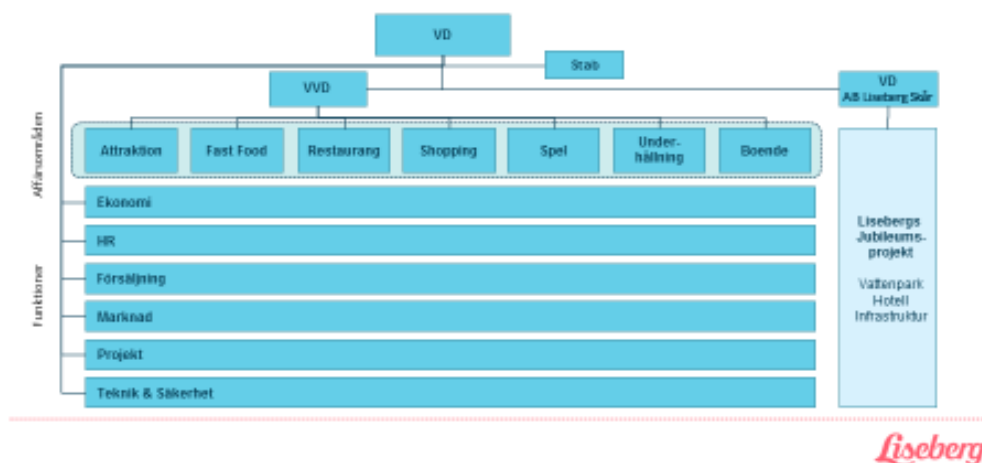 VD
Stab
VVD
VD
AB Liseberg Skår
Affärsområden
Attraktion
Fast Food
Restaurang
Shopping
Spel
Under-
hållning
Boende
Funktioner
Ekonomi
HR
Försäljning
Marknad
Projekt
Teknik & Säkerhet
Lisebergs
Jubileums-
projekt
Vattenpark
Hotell
Infrastruktur
Liseberg